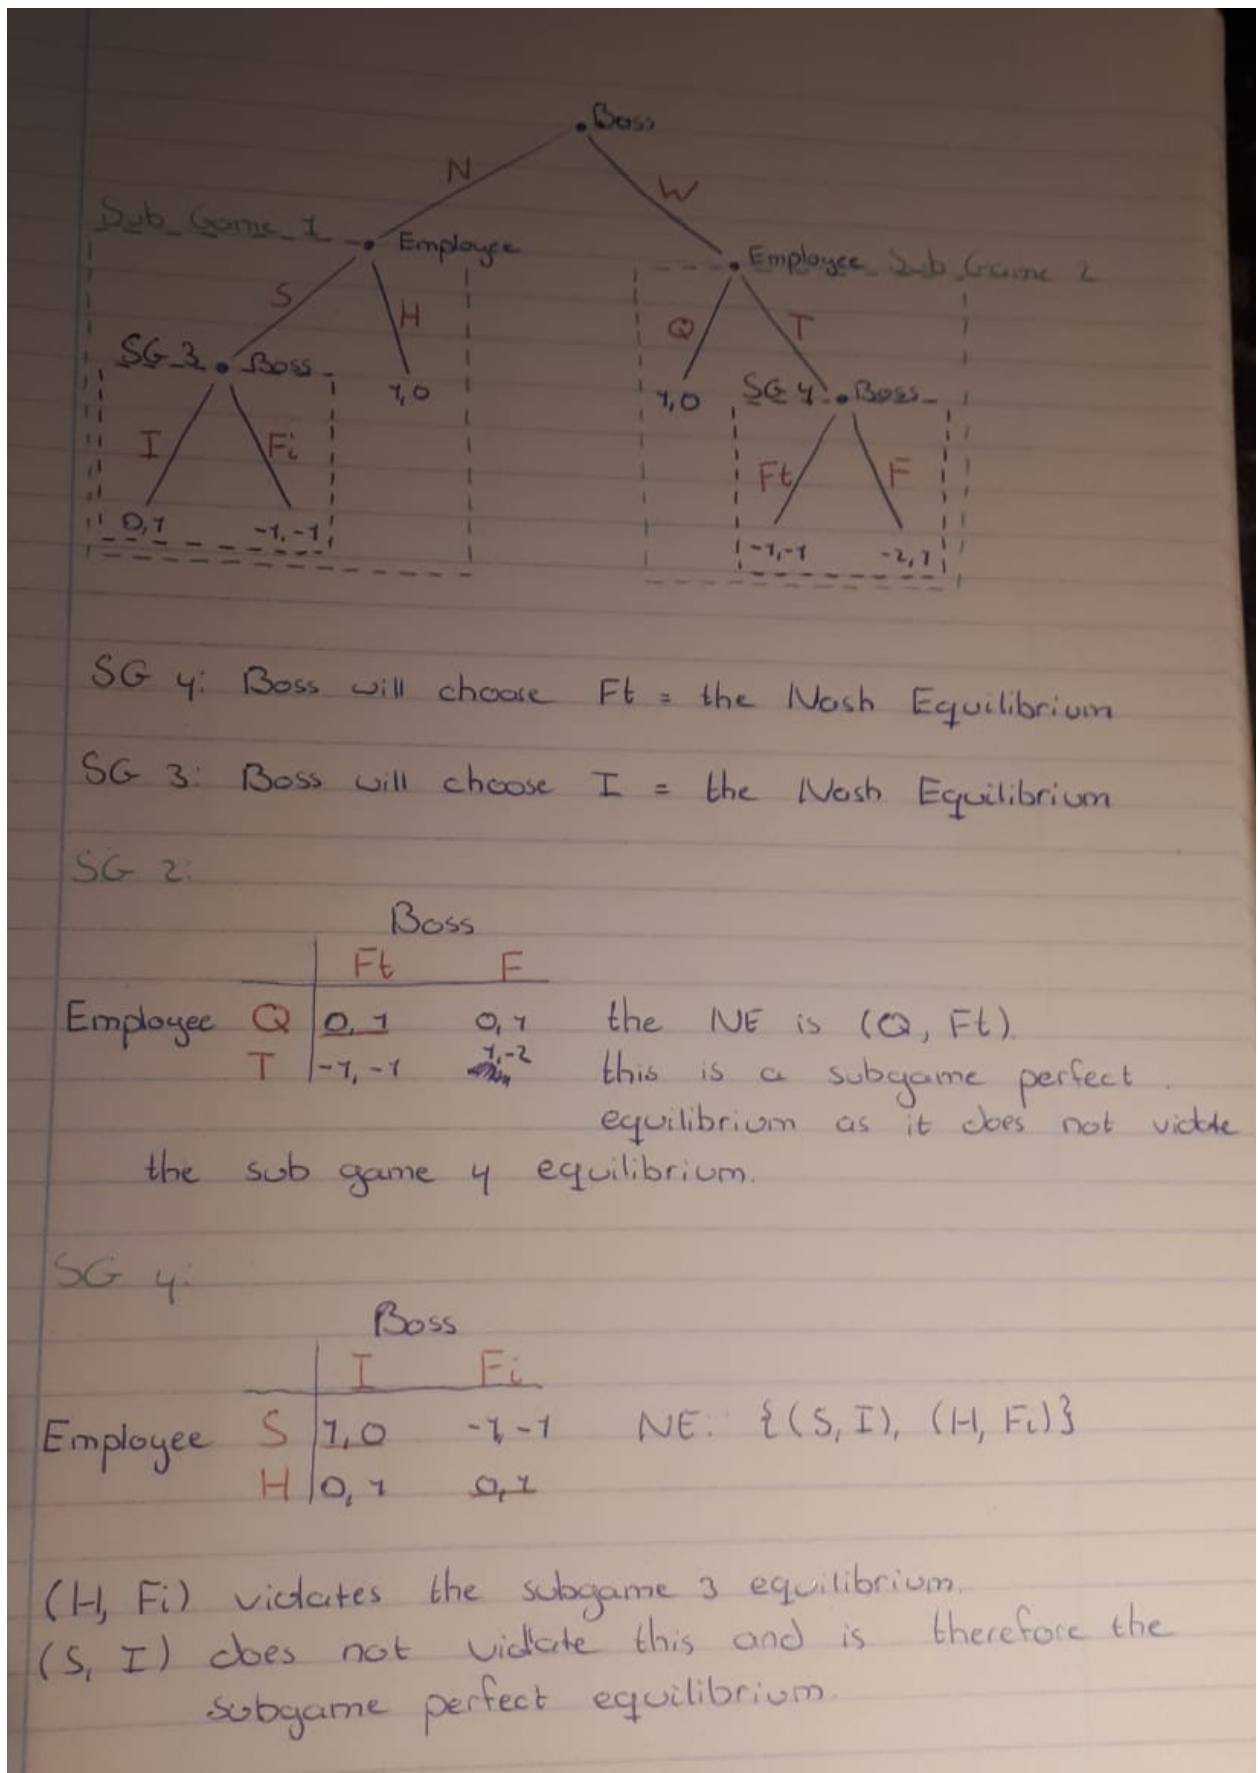 Boss
N
W
Sub Game 1
Employee
Employee Sub Game 2
S
H
Q
T
SG 3 Boss
1,0
1,0
SG 4 Boss
I
Fi
Ft
F
0,1
-1,-1
-1,-1
-2,1
SG 4: Boss will choose Ft = the Nash Equilibrium
SG 3: Boss will choose I = the Nash Equilibrium
SG 2:
Boss
Ft F
Employee Q 0,1 0,1 the NE is (Q, Ft).
T -1,-1 1,-2 this is a subgame perfect
equilibrium as it does not violate
the sub game 4 equilibrium.
SG 4:
Boss
I Fi
Employee S 1,0 -1,-1 NE: {(S, I), (H, Fi)}
H 0,1 0,1
(H, Fi) violates the subgame 3 equilibrium.
(S, I) does not violate this and is therefore the
subgame perfect equilibrium.